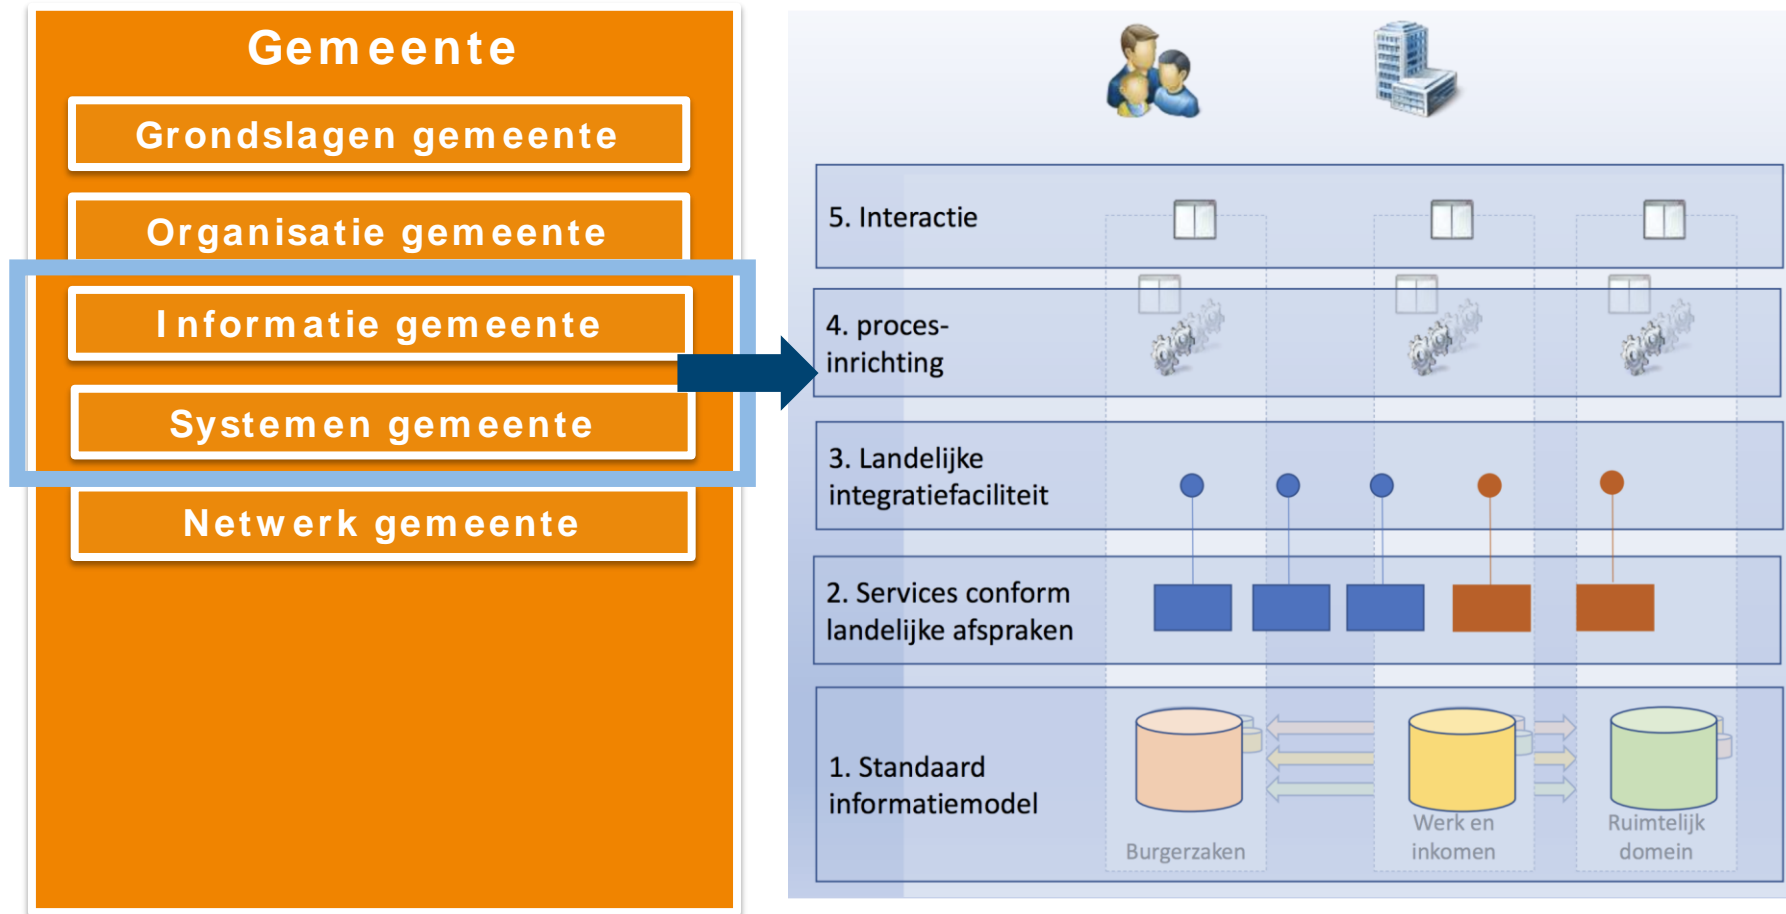 Gemeente
Grondslagen gemeente
Organisatie gemeente
Informatie gemeente
Systemen gemeente
Netwerk gemeente
5. Interactie
4. proces-
inrichting
3. Landelijke
integratiefaciliteit
2. Services conform
landelijke afspraken
1. Standaard
informatiemodel
Burgerzaken
Werk en
inkomen
Ruimtelijk
domein